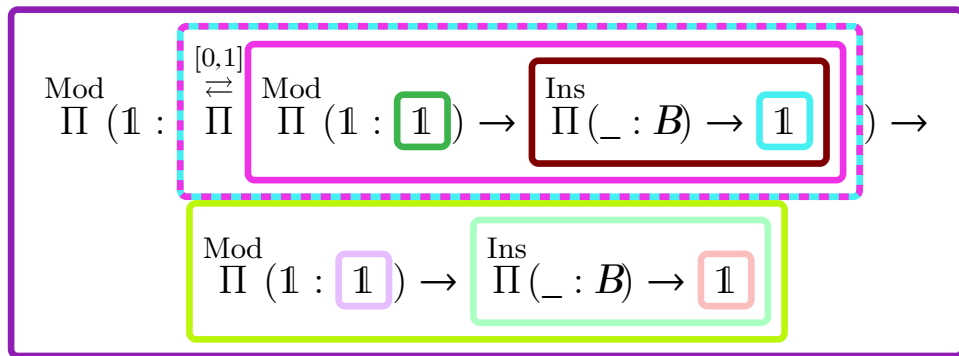 Mod Π (𝟙 : [0,1] ⇄ Π Mod Π (𝟙 : 𝟙) → Ins Π (_ : B) → 𝟙) →
Mod Π (𝟙 : 𝟙) → Ins Π (_ : B) → 𝟙